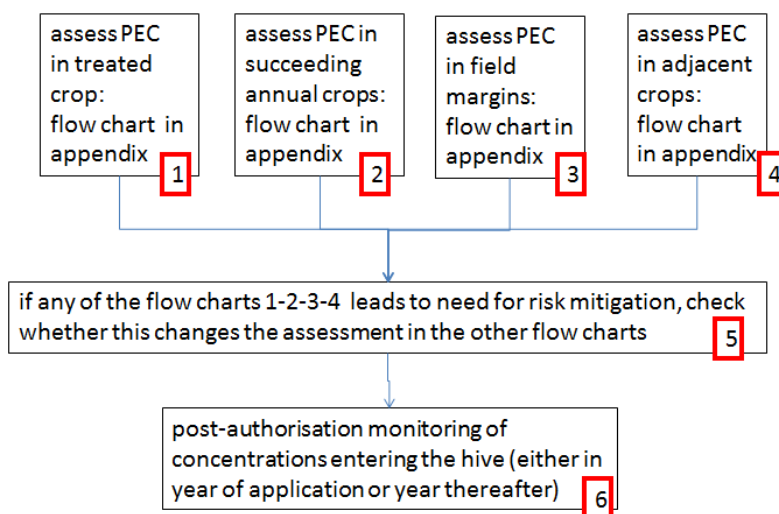 assess PEC
in treated
crop:
flow chart in
appendix
1
assess PEC in
succeeding
annual crops:
flow chart in
appendix
2
assess PEC
in field
margins:
flow chart in
appendix
3
assess PEC
in adjacent
crops:
flow chart
in appendix
4
if any of the flow charts 1-2-3-4 leads to need for risk mitigation, check
whether this changes the assessment in the other flow charts
5
post-authorisation monitoring of
concentrations entering the hive (either in
year of application or year thereafter)
6